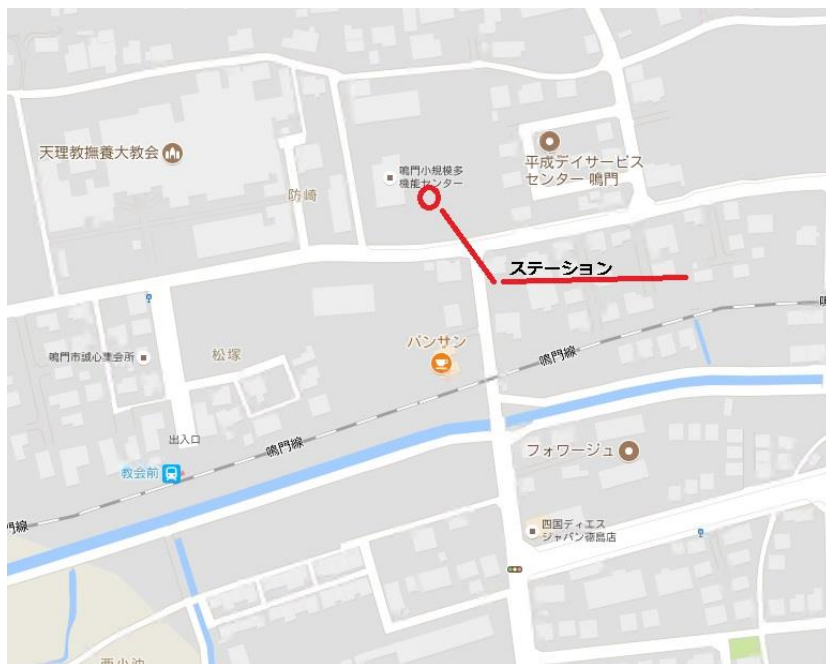 天理教撫養大教会
鳴門小規模多
機能センター
平成デイサービス
センター 鳴門
防崎
ステーション
鳴門線
バンサン
松塚
鳴門市誠心集会所
出入口
鳴門線
教会前
フォワージュ
門線
四国ディエス
ジャパン徳島店